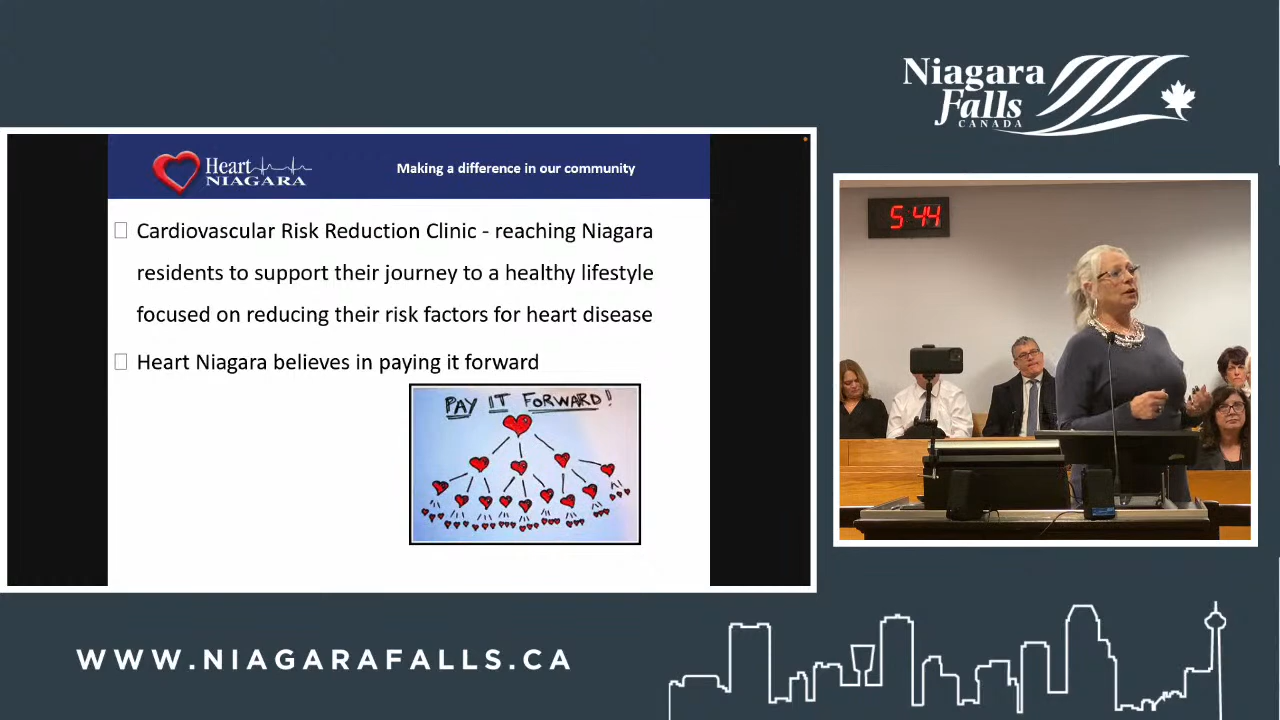 Niagara
Falls
CANADA
Heart
NIAGARA
Making a difference in our community
Cardiovascular Risk Reduction Clinic - reaching Niagara
residents to support their journey to a healthy lifestyle
focused on reducing their risk factors for heart disease
Heart Niagara believes in paying it forward
PAY IT FORWARD!
5:44
WWW.NIAGARAFALLS.CA